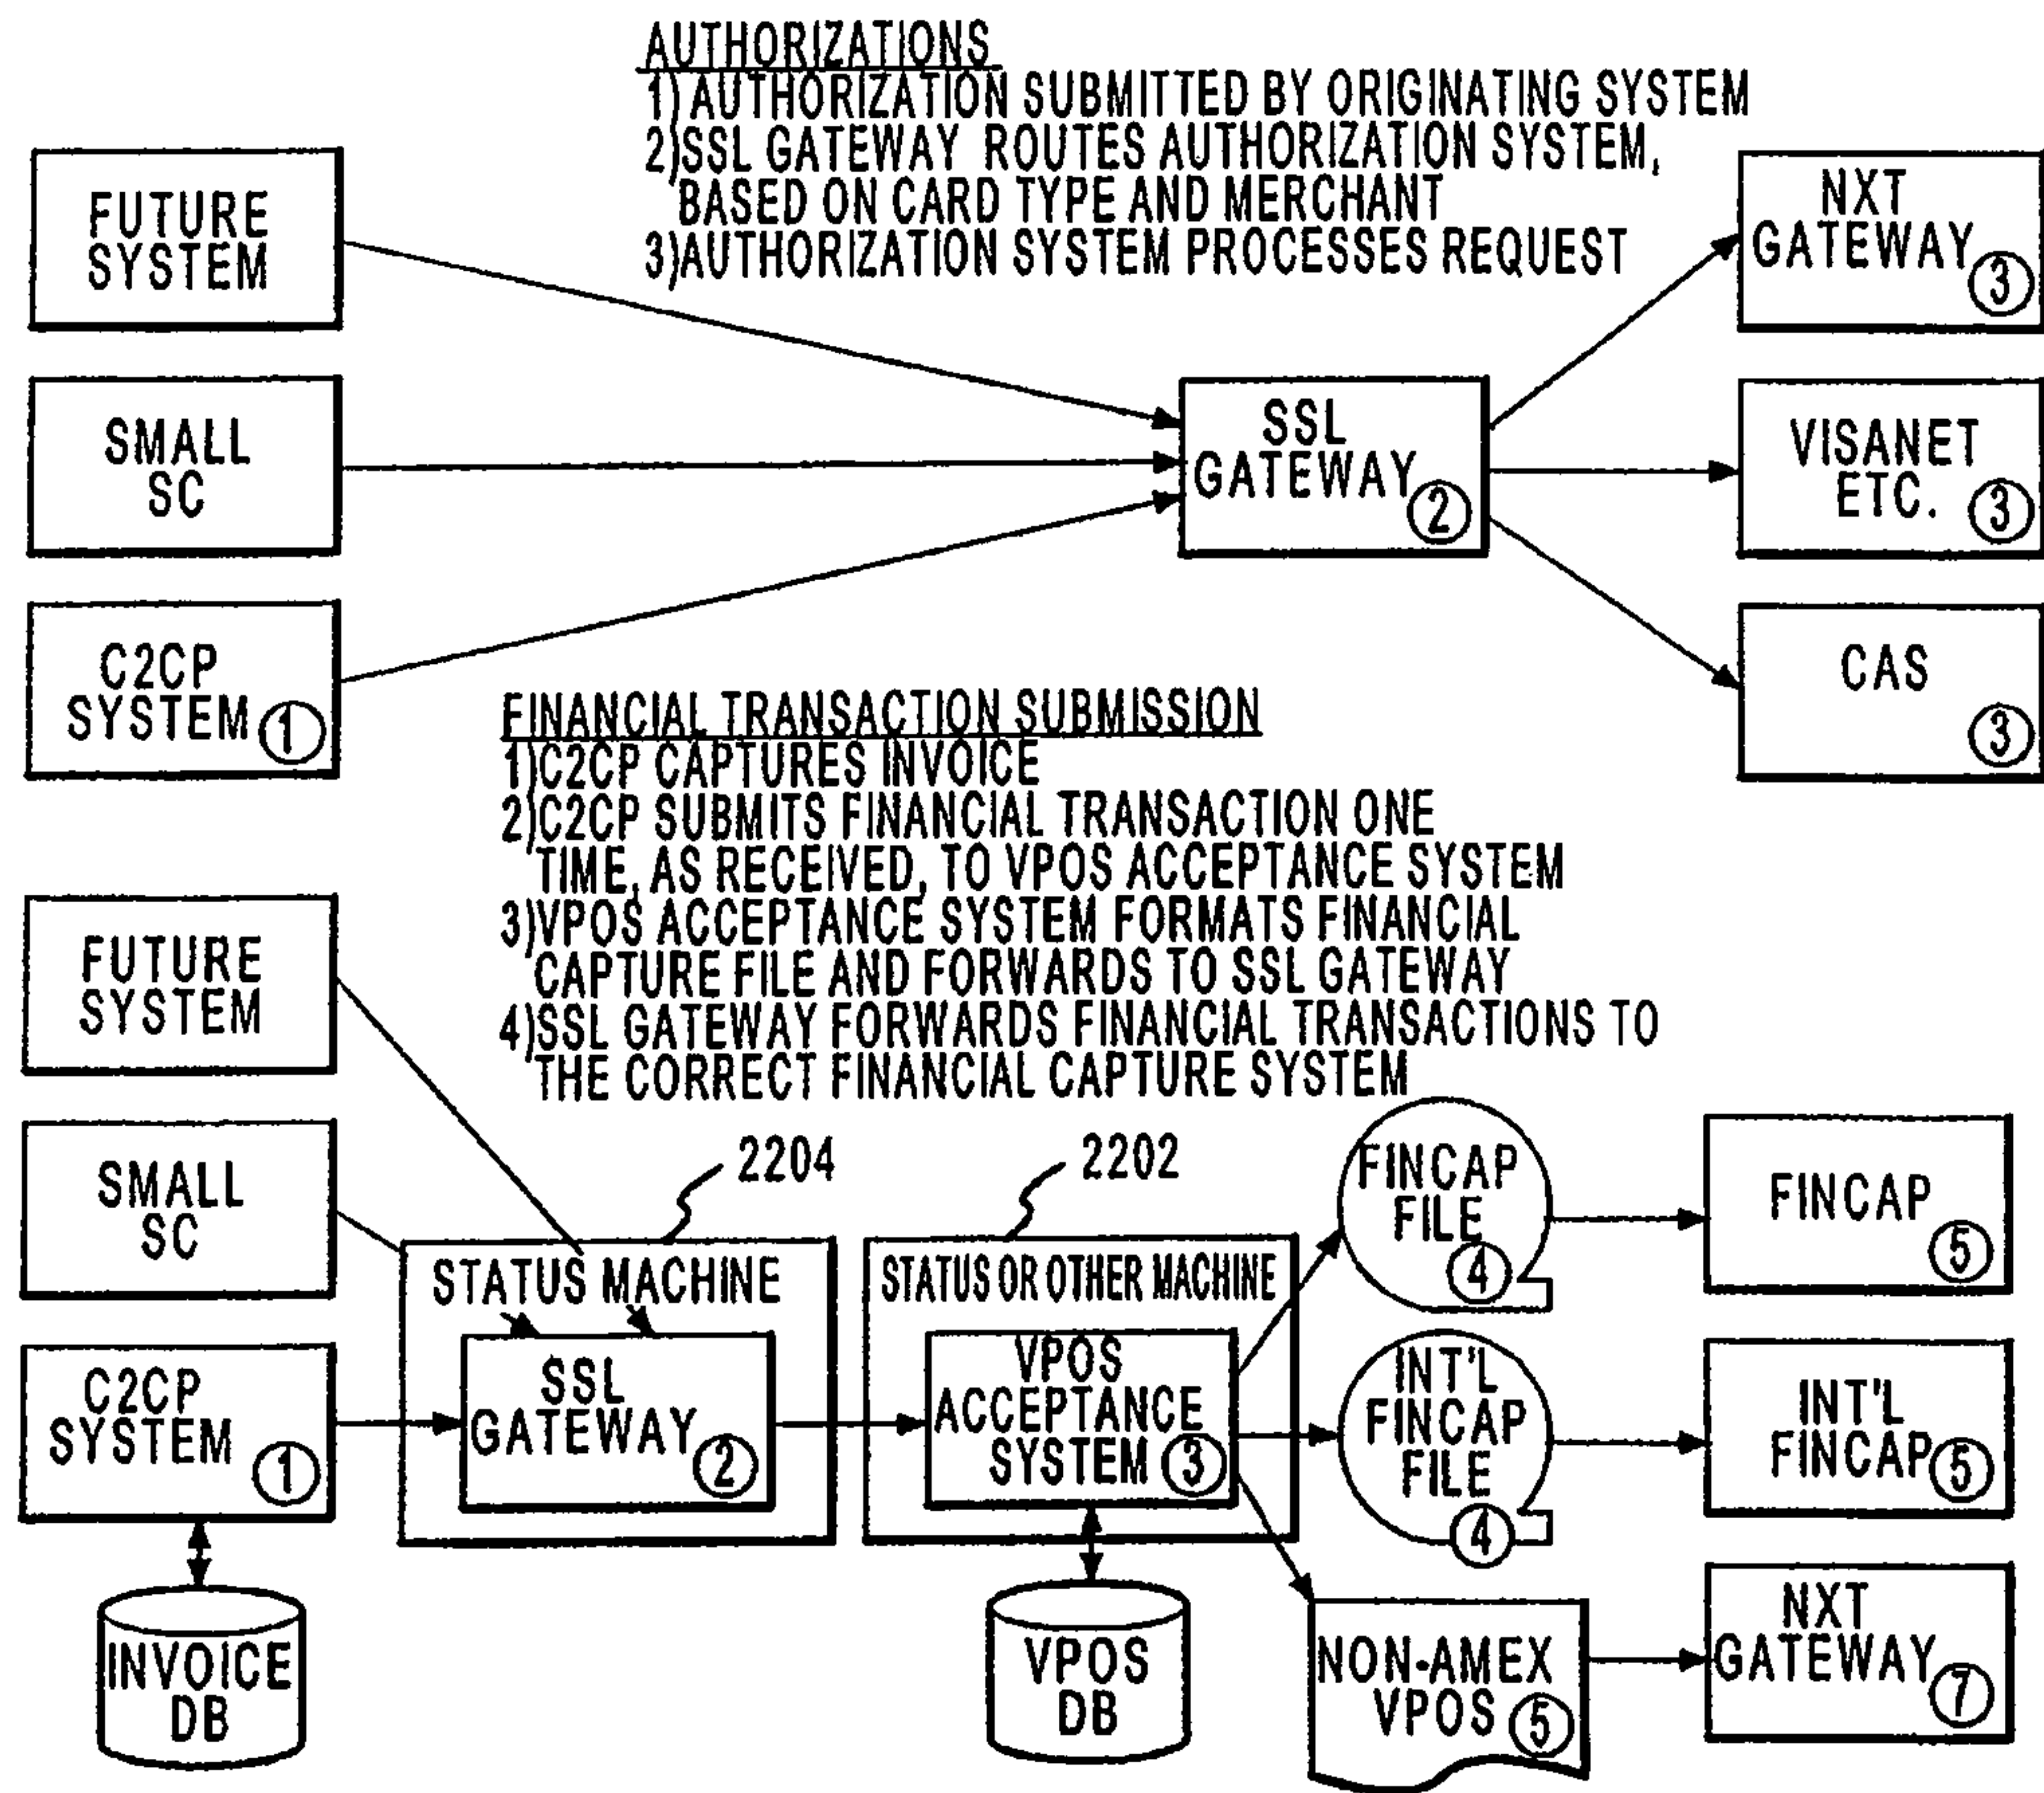 AUTHORIZATIONS
1) AUTHORIZATION SUBMITTED BY ORIGINATING SYSTEM
2)SSL GATEWAY ROUTES AUTHORIZATION SYSTEM,
BASED ON CARD TYPE AND MERCHANT
3)AUTHORIZATION SYSTEM PROCESSES REQUEST
FUTURE
SYSTEM
SMALL
SC
C2CP
SYSTEM 1
SSL
GATEWAY 2
NXT
GATEWAY 3
VISANET
ETC. 3
CAS
3
FINANCIAL TRANSACTION SUBMISSION
1)C2CP CAPTURES INVOICE
2)C2CP SUBMITS FINANCIAL TRANSACTION ONE
TIME, AS RECEIVED, TO VPOS ACCEPTANCE SYSTEM
3)VPOS ACCEPTANCE SYSTEM FORMATS FINANCIAL
CAPTURE FILE AND FORWARDS TO SSL GATEWAY
4)SSL GATEWAY FORWARDS FINANCIAL TRANSACTIONS TO
THE CORRECT FINANCIAL CAPTURE SYSTEM
FUTURE
SYSTEM
SMALL
SC
C2CP
SYSTEM 1
INVOICE
DB
2204
STATUS MACHINE
SSL
GATEWAY 2
2202
STATUS OR OTHER MACHINE
VPOS
ACCEPTANCE
SYSTEM 3
VPOS
DB
FINCAP
FILE
4
INT'L
FINCAP
FILE
4
NON-AMEX
VPOS 5
FINCAP
5
INT'L
FINCAP 5
NXT
GATEWAY 7